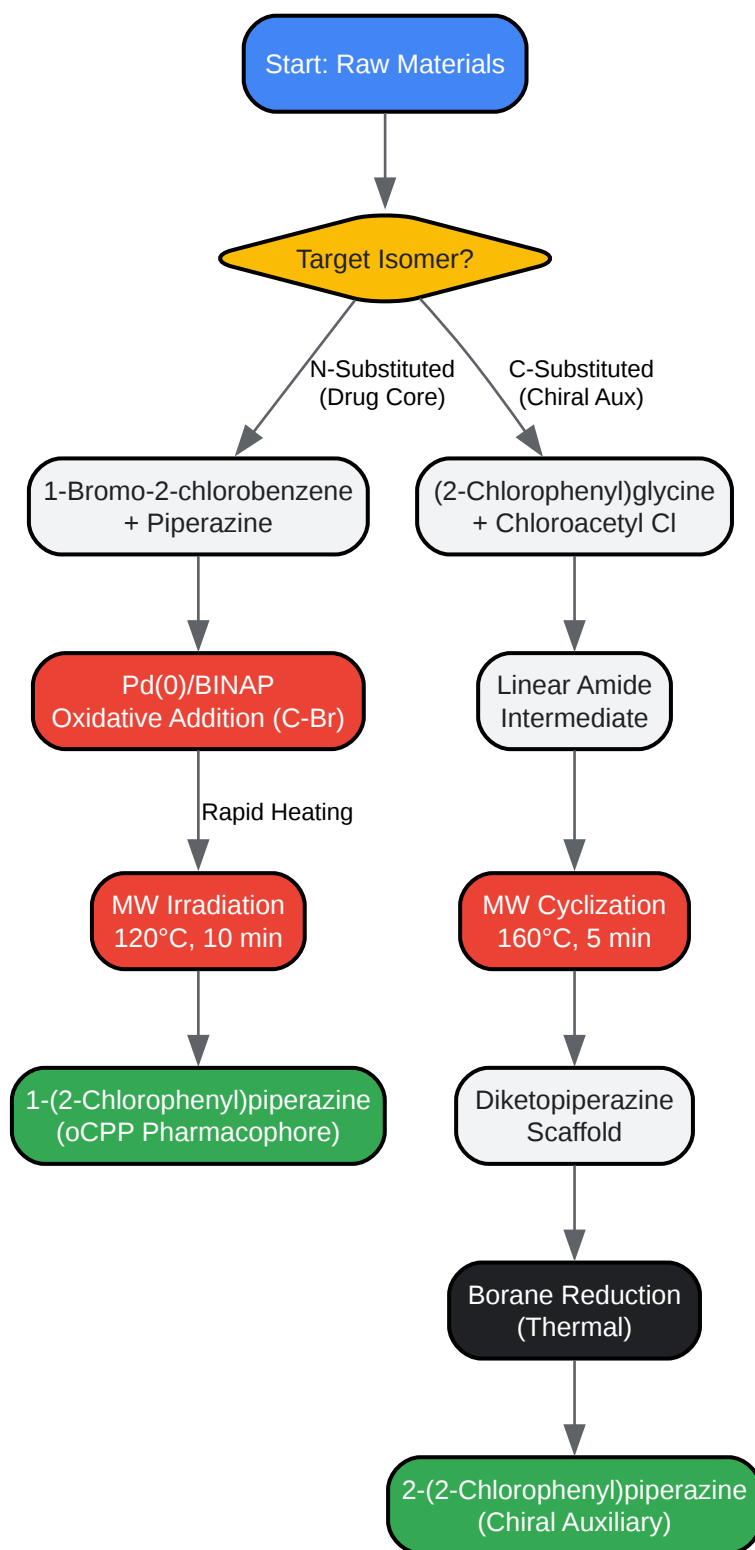 Start: Raw Materials
Target Isomer?
N-Substituted
(Drug Core)
C-Substituted
(Chiral Aux)
1-Bromo-2-chlorobenzene
+ Piperazine
(2-Chlorophenyl)glycine
+ Chloroacetyl Cl
Pd(0)/BINAP
Oxidative Addition (C-Br)
Linear Amide
Intermediate
Rapid Heating
MW Irradiation
120°C, 10 min
MW Cyclization
160°C, 5 min
1-(2-Chlorophenyl)piperazine
(oCPP Pharmacophore)
Diketopiperazine
Scaffold
Borane Reduction
(Thermal)
2-(2-Chlorophenyl)piperazine
(Chiral Auxiliary)